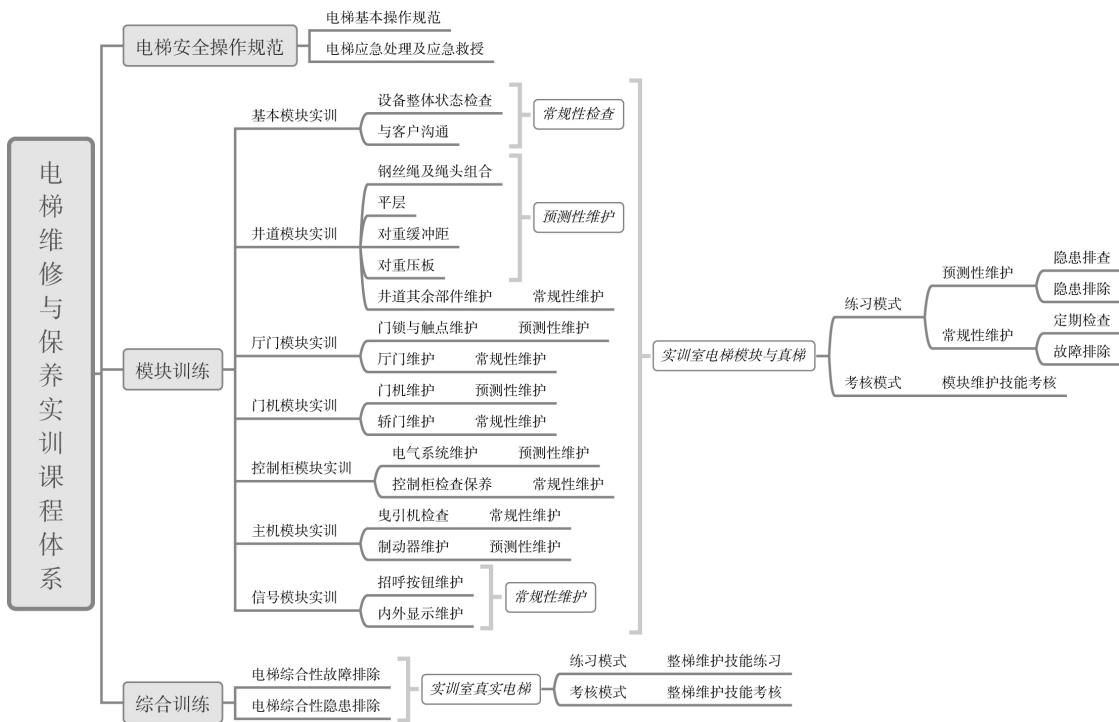 电梯维修与保养实训课程体系
电梯安全操作规范
电梯基本操作规范
电梯应急处理及应急救授
模块训练
基本模块实训
设备整体状态检查
与客户沟通
常规性检查
井道模块实训
钢丝绳及绳头组合
平层
对重缓冲距
对重压板
预测性维护
井道其余部件维护 常规性维护
厅门模块实训
门锁与触点维护 预测性维护
厅门维护 常规性维护
门机模块实训
门机维护 预测性维护
轿门维护 常规性维护
控制柜模块实训
电气系统维护 预测性维护
控制柜检查保养 常规性维护
主机模块实训
曳引机检查 常规性维护
制动器维护 预测性维护
信号模块实训
招呼按钮维护
内外显示维护
常规性维护
实训室电梯模块与真梯
练习模式
预测性维护
隐患排查
隐患排除
常规性维护
定期检查
故障排除
考核模式 模块维护技能考核
综合训练
电梯综合性故障排除
电梯综合性隐患排除
实训室真实电梯
练习模式 整梯维护技能练习
考核模式 整梯维护技能考核